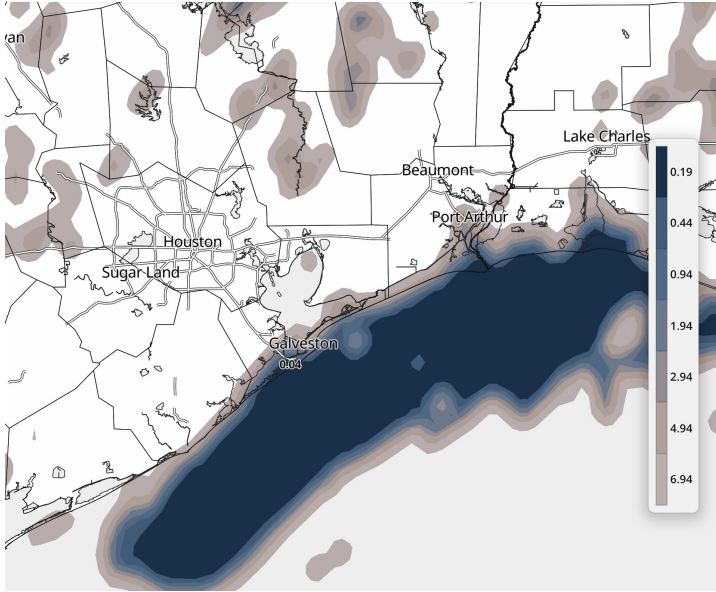 van
Lake Charles
Beaumont
Port Arthur
Houston
Sugar Land
Galveston
0.04
0.19
0.44
0.94
1.94
2.94
4.94
6.94